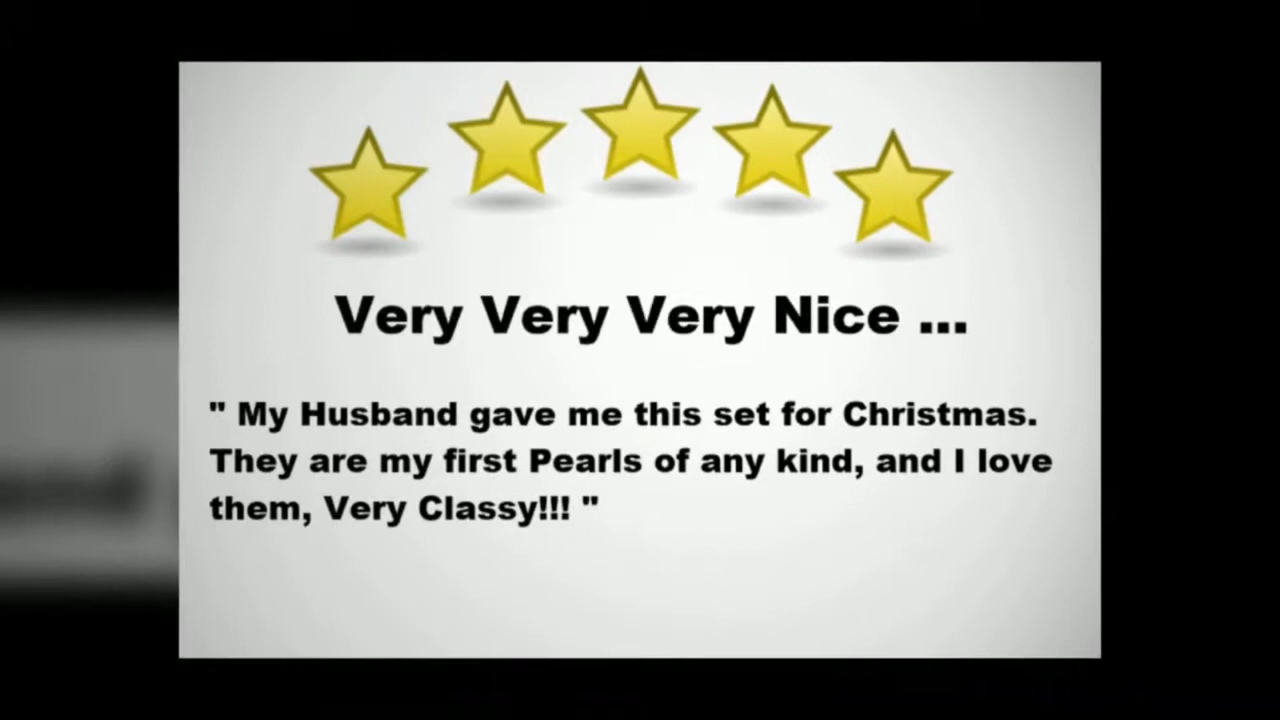 Very Very Very Nice ...
" My Husband gave me this set for Christmas.
They are my first Pearls of any kind, and I love
them, Very Classy!!! "